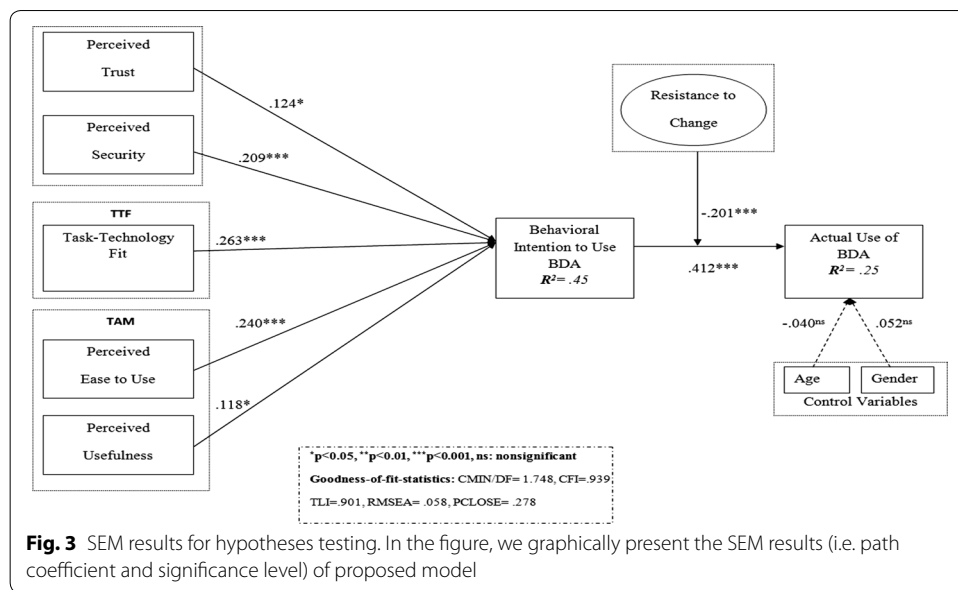 Perceived
Trust
.124*
Perceived
Security
.209***
TTF
Task-Technology
Fit
.263***
TAM
Perceived
Ease to Use
.240***
Perceived
Usefulness
.118*
Behavioral
Intention to Use
BDA
R²= .45
Resistance to
Change
-.201***
.412***
Actual Use of
BDA
R²= .25
-.040ns
.052ns
Age
Gender
Control Variables
*p<0.05, **p<0.01, ***p<0.001, ns: nonsignificant
Goodness-of-fit-statistics: CMIN/DF= 1.748, CFI=.939
TLI=.901, RMSEA= .058, PCLOSE= .278
Fig. 3 SEM results for hypotheses testing. In the figure, we graphically present the SEM results (i.e. path
coefficient and significance level) of proposed model